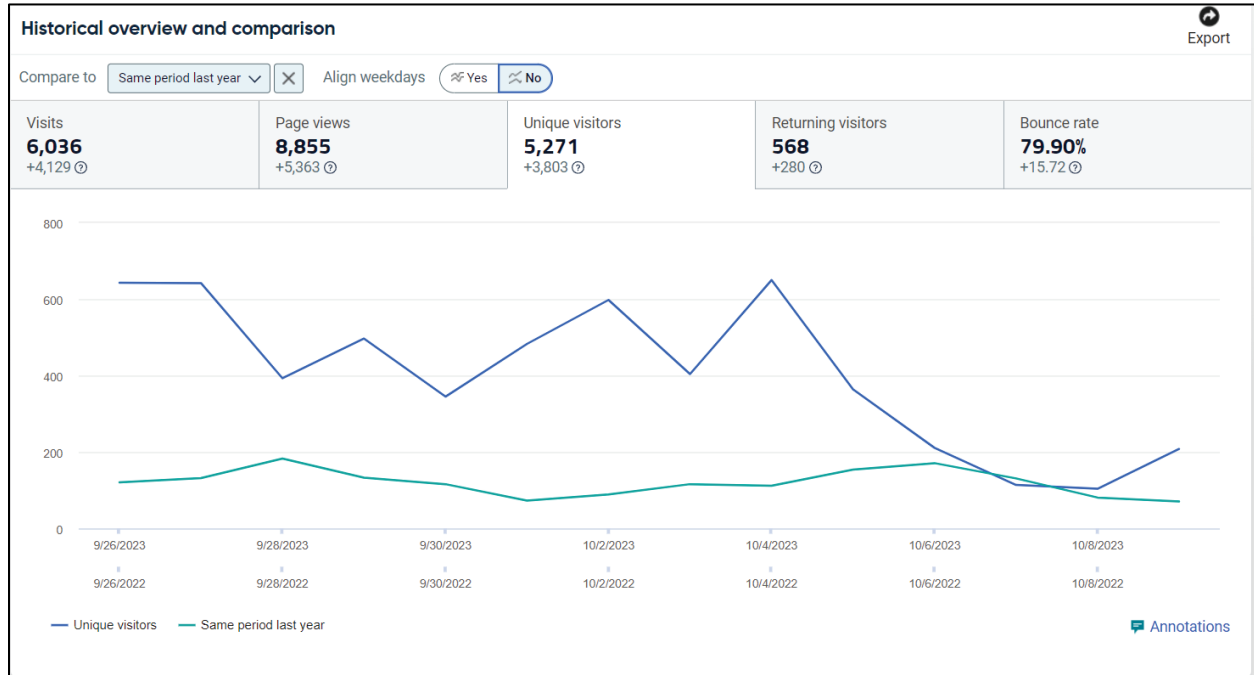 Historical overview and comparison
Export
Compare to Same period last year Align weekdays Yes No
Visits Page views Unique visitors Returning visitors Bounce rate
6,036 8,855 5,271 568 79.90%
+4,129 +5,363 +3,803 +280 +15.72
800
600
400
200
0
9/26/2023 9/28/2023 9/30/2023 10/2/2023 10/4/2023 10/6/2023 10/8/2023
9/26/2022 9/28/2022 9/30/2022 10/2/2022 10/4/2022 10/6/2022 10/8/2022
Unique visitors Same period last year
Annotations